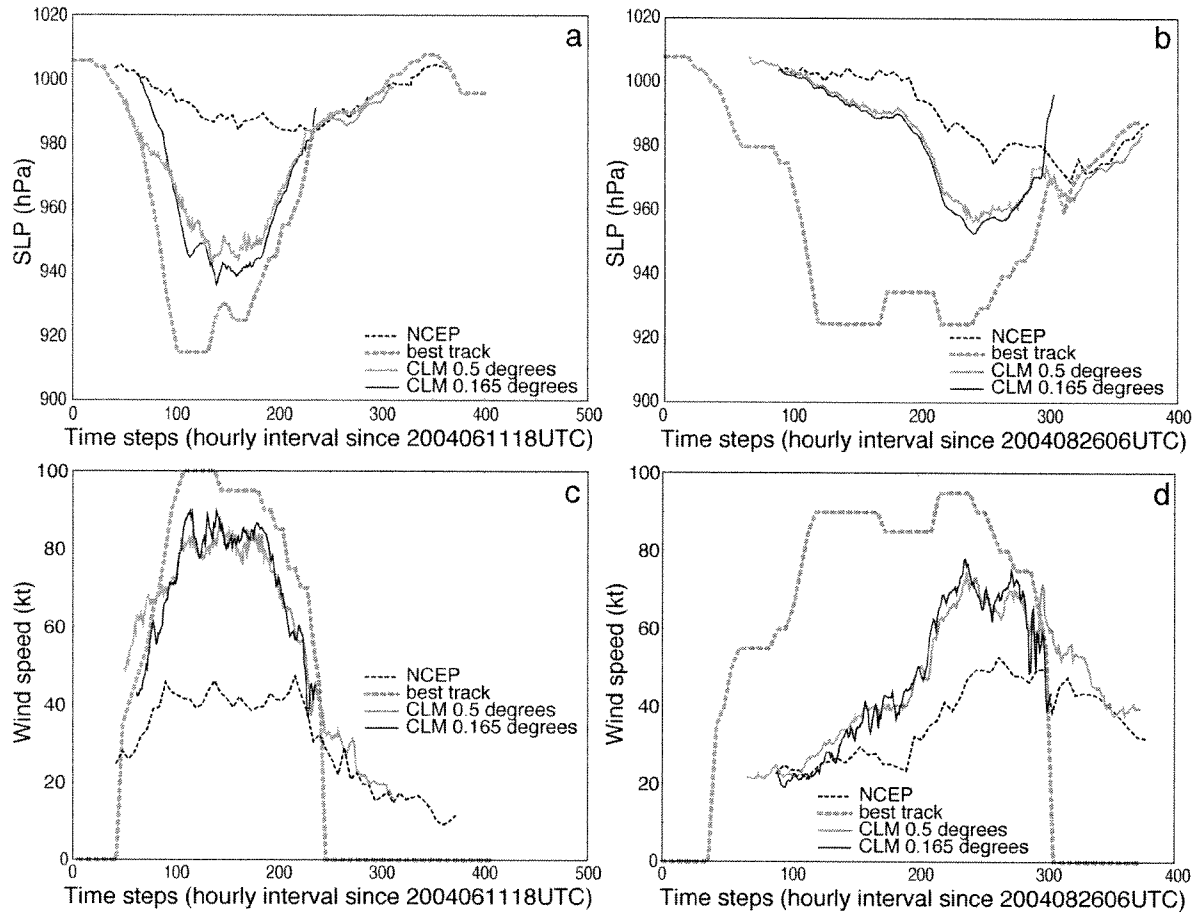 a
1020
1000
980
960
940
920
900
SLP (hPa)
NCEP
best track
CLM 0.5 degrees
CLM 0.165 degrees
0 100 200 300 400 500
Time steps (hourly interval since 2004061118UTC)
b
1020
1000
980
960
940
920
900
SLP (hPa)
NCEP
best track
CLM 0.5 degrees
CLM 0.165 degrees
0 100 200 300 400
Time steps (hourly interval since 2004082606UTC)
c
100
80
60
40
20
0
Wind speed (kt)
NCEP
best track
CLM 0.5 degrees
CLM 0.165 degrees
0 100 200 300 400 500
Time steps (hourly interval since 2004061118UTC)
d
100
80
60
40
20
0
Wind speed (kt)
NCEP
best track
CLM 0.5 degrees
CLM 0.165 degrees
0 100 200 300 400
Time steps (hourly interval since 2004082606UTC)